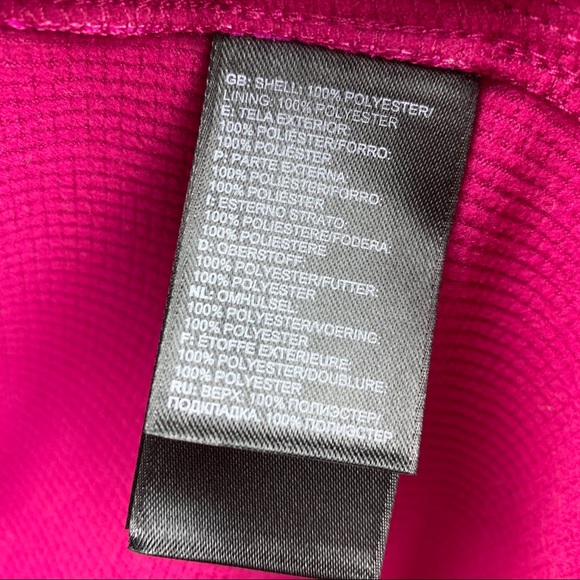 GB: SHELL: 100% POLYESTER/
LINING: 100% POLYESTER
E: TELA EXTERIOR:
100% POLIESTER/FORRO:
100% POLIESTER
P: PARTE EXTERNA.
100% POLIESTER/FORRO.
100% POLIESTER
I: ESTERNO STRATO:
100% POLIESTERE/FODERA:
100% POLIESTERE
D: OBERSTOFF:
100% POLYESTER/FUTTER:
100% POLYESTER
NL: OMHULSEL
100% POLYESTER/VOERING.
100% POLYESTER
F: ETOFFE EXTÉRIEURE:
100% POLYESTER/DOUBLURE.
100% POLYESTER
RU: ВЕРХ: 100% ПОЛИЭСТЕР/
ПОДКЛАДКА: 100% ПОЛИЭСТЕР